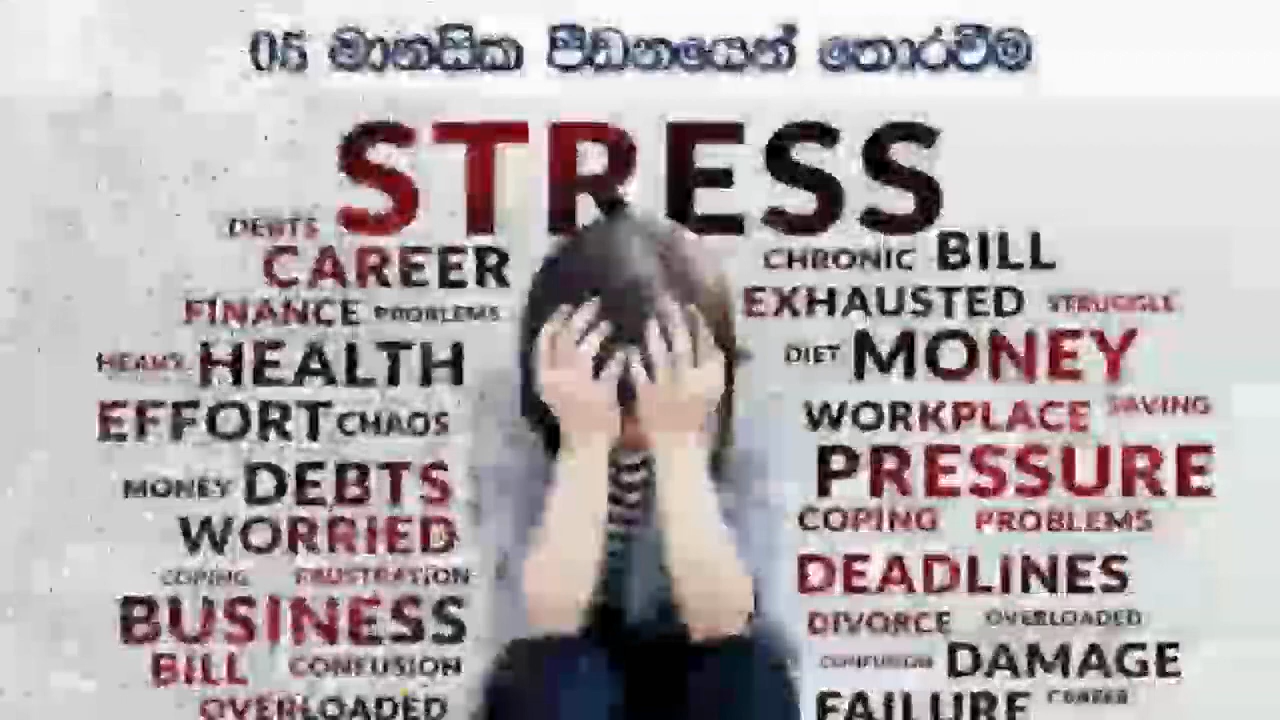 05 මානසික පීඩනයෙන් තොරවීම
STRESS
DEBTS
CAREER
FINANCE PROBLEMS
HEAVY HEALTH
EFFORT CHAOS
MONEY DEBTS
WORRIED
COPING FRUSTRATION
BUSINESS
BILL CONFUSION
OVERLOADED
CHRONIC BILL
EXHAUSTED STRUGGLE
DIET MONEY
WORKPLACE SAVING
PRESSURE
COPING PROBLEMS
DEADLINES
DIVORCE OVERLOADED
CONFUSION DAMAGE
FAILURE CAREER